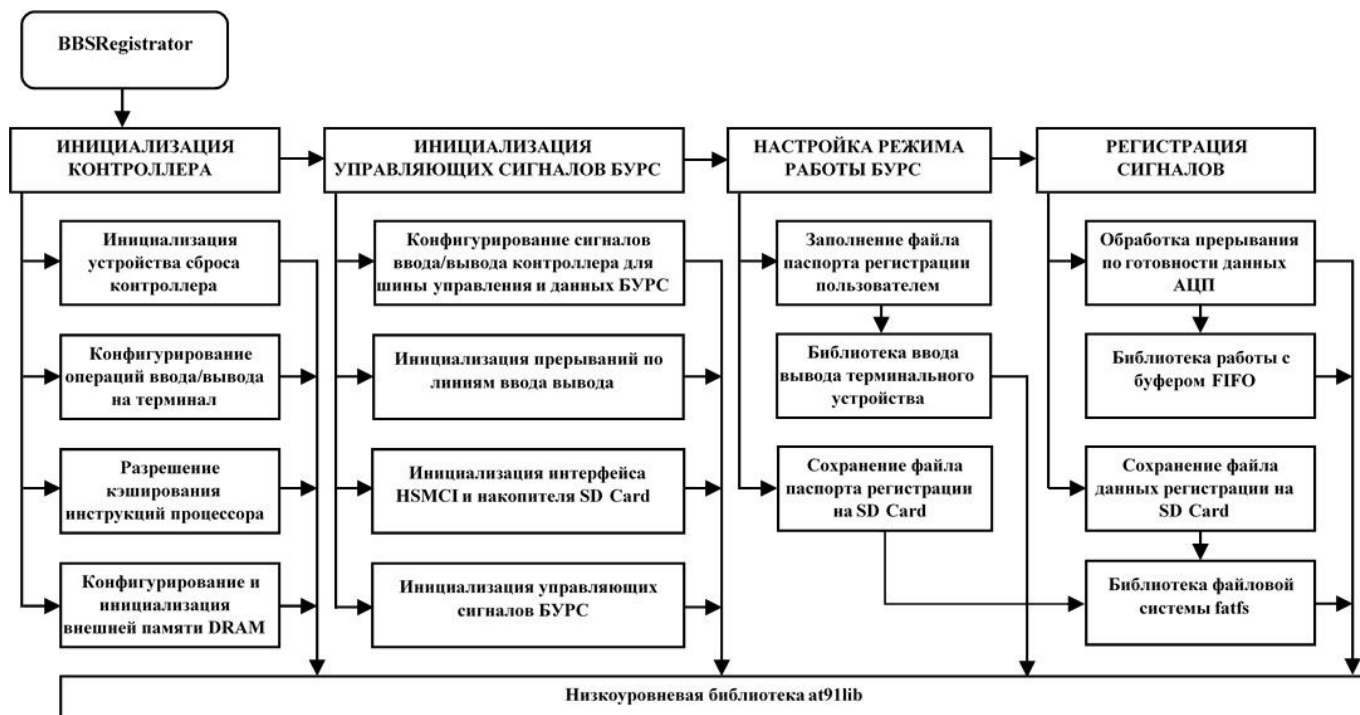 BBSRegistrator
ИНИЦИАЛИЗАЦИЯ
КОНТРОЛЛЕРА
Инициализация
устройства сброса
контроллера
Конфигурирование
операций ввода/вывода
на терминал
Разрешение
кэширования
инструкций процессора
Конфигурирование и
инициализация
внешней памяти DRAM
ИНИЦИАЛИЗАЦИЯ
УПРАВЛЯЮЩИХ СИГНАЛОВ БУРС
Конфигурирование сигналов
ввода/вывода контроллера для
шины управления и данных БУРС
Инициализация прерываний по
линиям ввода вывода
Инициализация интерфейса
HSMCI и накопителя SD Card
Инициализация управляющих
сигналов БУРС
НАСТРОЙКА РЕЖИМА
РАБОТЫ БУРС
Заполнение файла
паспорта регистрации
пользователем
Библиотека ввода
вывода терминального
устройства
Сохранение файла
паспорта регистрации
на SD Card
РЕГИСТРАЦИЯ
СИГНАЛОВ
Обработка прерывания
по готовности данных
АЦП
Библиотека работы с
буфером FIFO
Сохранение файла
данных регистрации на
SD Card
Библиотека файловой
системы fatfs
Низкоуровневая библиотека at91lib